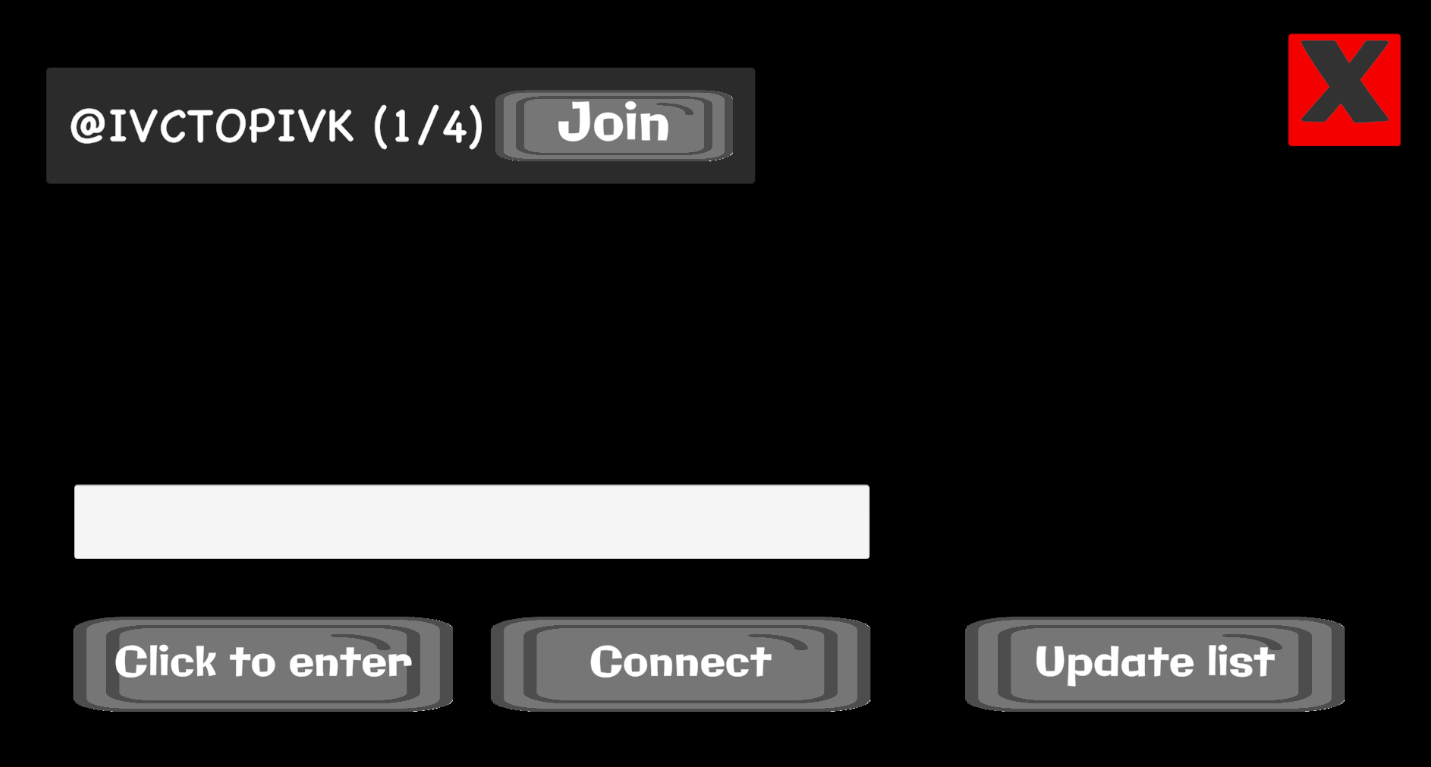 @IVCTOPIVK (1/4) Join
X
Click to enter
Connect
Update list